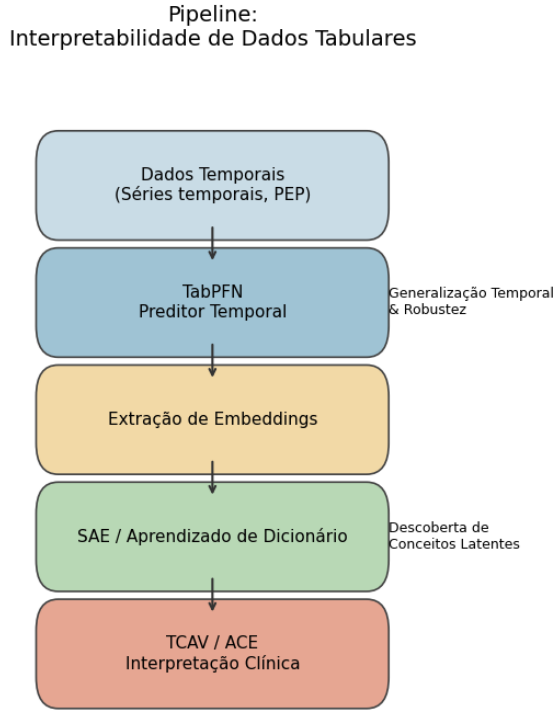 Pipeline:
Interpretabilidade de Dados Tabulares
Dados Temporais
(Séries temporais, PEP)
TabPFN
Preditor Temporal
Generalização Temporal
& Robustez
Extração de Embeddings
SAE / Aprendizado de Dicionário
Descoberta de
Conceitos Latentes
TCAV / ACE
Interpretação Clínica